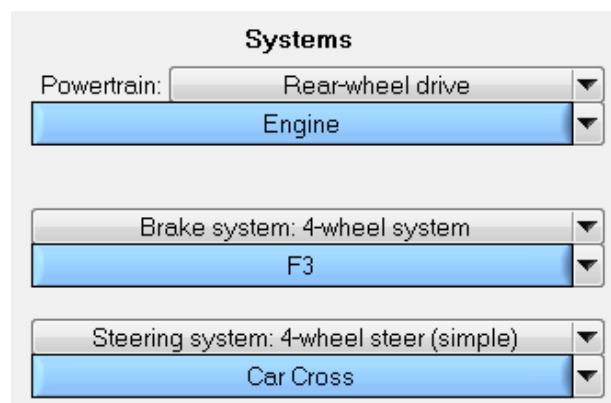 Systems
Powertrain: Rear-wheel drive
Engine
Brake system: 4-wheel system
F3
Steering system: 4-wheel steer (simple)
Car Cross